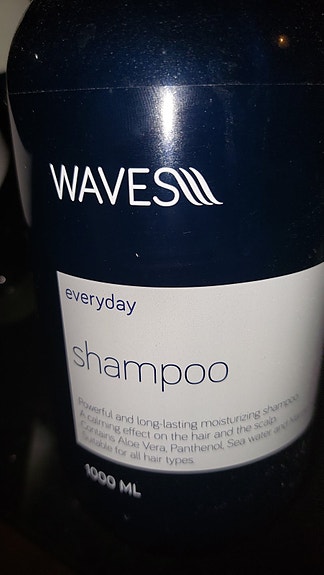 WAVES
everyday
shampoo
Powerful and long-lasting moisturizing shampoo
A calming effect on the hair and the scalp
Contains Aloe Vera, Panthenol, Sea water and
Suitable for all hair types
1000 ML